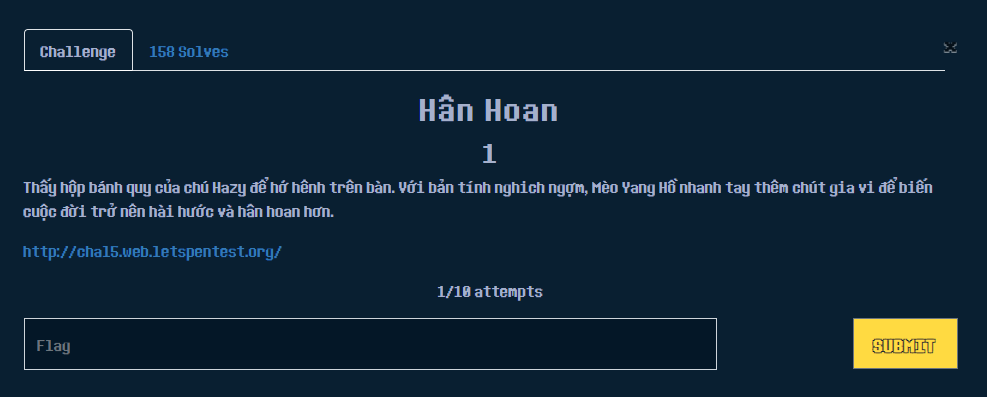 Challenge
158 Solves
Hân Hoan
1
Thấy hộp bánh quy của chú Hazy để hớ hênh trên bàn. Với bản tính nghich ngợm, Mèo Yang Hồ nhanh tay thêm chút gia vi để biến
cuộc đời trở nên hài hước và hân hoan hơn.
http://chal5.web.letspentest.org/
1/10 attempts
Flag
SUBMIT